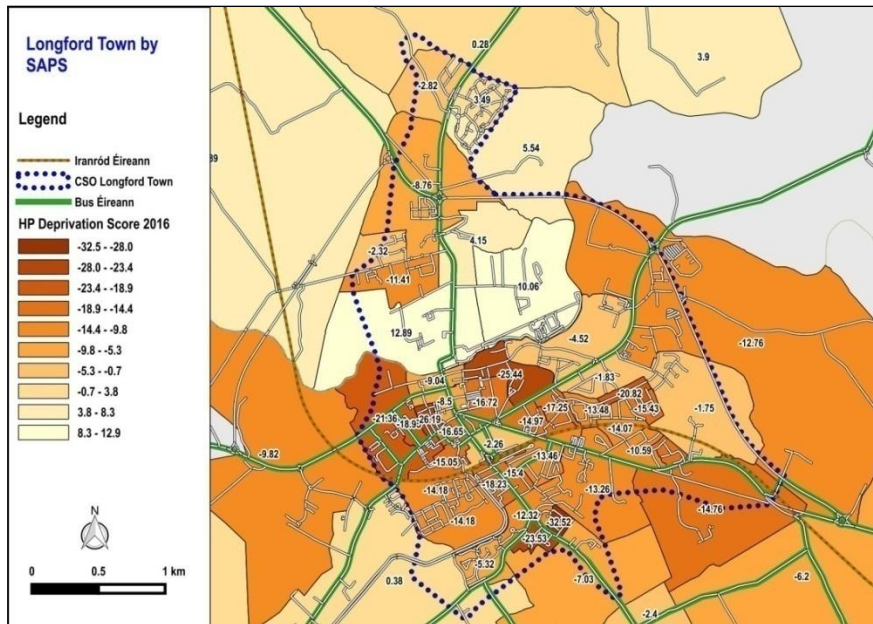 Longford Town by
SAPS
Legend
Iranród Éireann
CSO Longford Town
Bus Éireann
HP Deprivation Score 2016
-32.5 - -28.0
-28.0 - -23.4
-23.4 - -18.9
-18.9 - -14.4
-14.4 - -9.8
-9.8 - -5.3
-5.3 - -0.7
-0.7 - 3.8
3.8 - 8.3
8.3 - 12.9
N
0 0.5 1 km
0.28
3.9
-2.82
3.49
5.54
-8.76
-2.32
4.15
-11.41
10.06
12.89
-4.52
-12.76
-9.04
-25.44
-1.83
-8.5
-16.72
-20.82
-17.25
-13.48
-15.43
-1.75
-21.36
-18.9
-26.19
-14.97
-16.65
-14.07
-9.82
-2.26
-13.46
-10.59
-15.05
-15.4
-14.18
-18.23
-13.26
-14.76
-14.18
-12.32
-32.52
-23.53
-5.32
0.38
-7.03
-6.2
-2.4